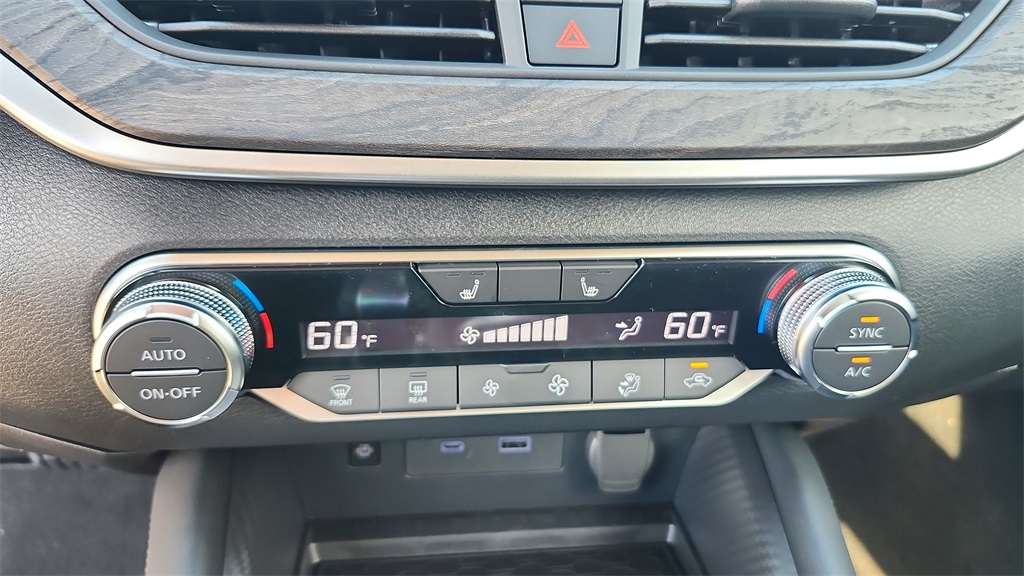 60°F 60°F
AUTO
ON·OFF
FRONT
REAR
SYNC
A/C